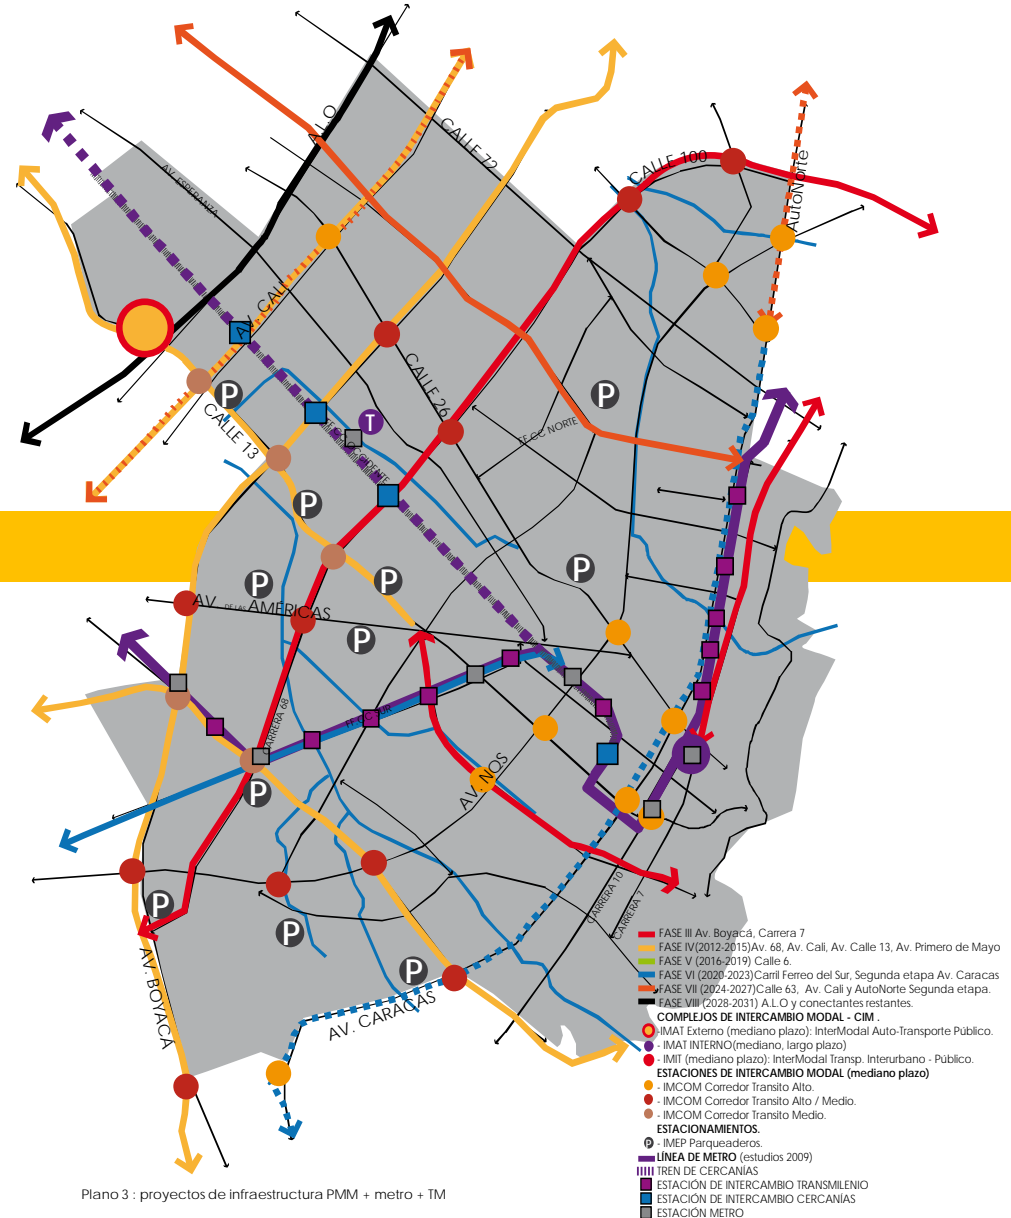 A.L.O
CALLE 72
CALLE 100
AutoNorte
AV. ESPERANZA
AV. CALI
P
CALLE 26
P
T
CALLE 13
FF.CC NORTE
FF.CC OCCIDENTE
P
P
P
P
AV. DE LAS AMÉRICAS
P
CARRERA 68
FF.CC SUR
AV. NQS
P
P
P
P
CARRERA 10
CARRERA 7
AV. BOYACÁ
AV. CARACAS
FASE III Av. Boyacá, Carrera 7
FASE IV(2012-2015)Av. 68, Av. Cali, Av. Calle 13, Av. Primero de Mayo
FASE V (2016-2019) Calle 6.
FASE VI (2020-2023)Carril Ferreo del Sur, Segunda etapa Av. Caracas
FASE VII (2024-2027)Calle 63, Av. Cali y AutoNorte Segunda etapa.
FASE VIII (2028-2031) A.L.O y conectantes restantes.
COMPLEJOS DE INTERCAMBIO MODAL - CIM .
-IMAT Externo (mediano plazo): InterModal Auto-Transporte Público.
- IMAT INTERNO(mediano, largo plazo)
- IMIT (mediano plazo): InterModal Transp. Interurbano - Público.
ESTACIONES DE INTERCAMBIO MODAL (mediano plazo)
- IMCOM Corredor Transito Alto.
- IMCOM Corredor Transito Alto / Medio.
- IMCOM Corredor Transito Medio.
ESTACIONAMIENTOS.
P - IMEP Parqueaderos.
LÍNEA DE METRO (estudios 2009)
TREN DE CERCANÍAS
ESTACIÓN DE INTERCAMBIO TRANSMILENIO
ESTACIÓN DE INTERCAMBIO CERCANÍAS
ESTACIÓN METRO
Plano 3 : proyectos de infraestructura PMM + metro + TM